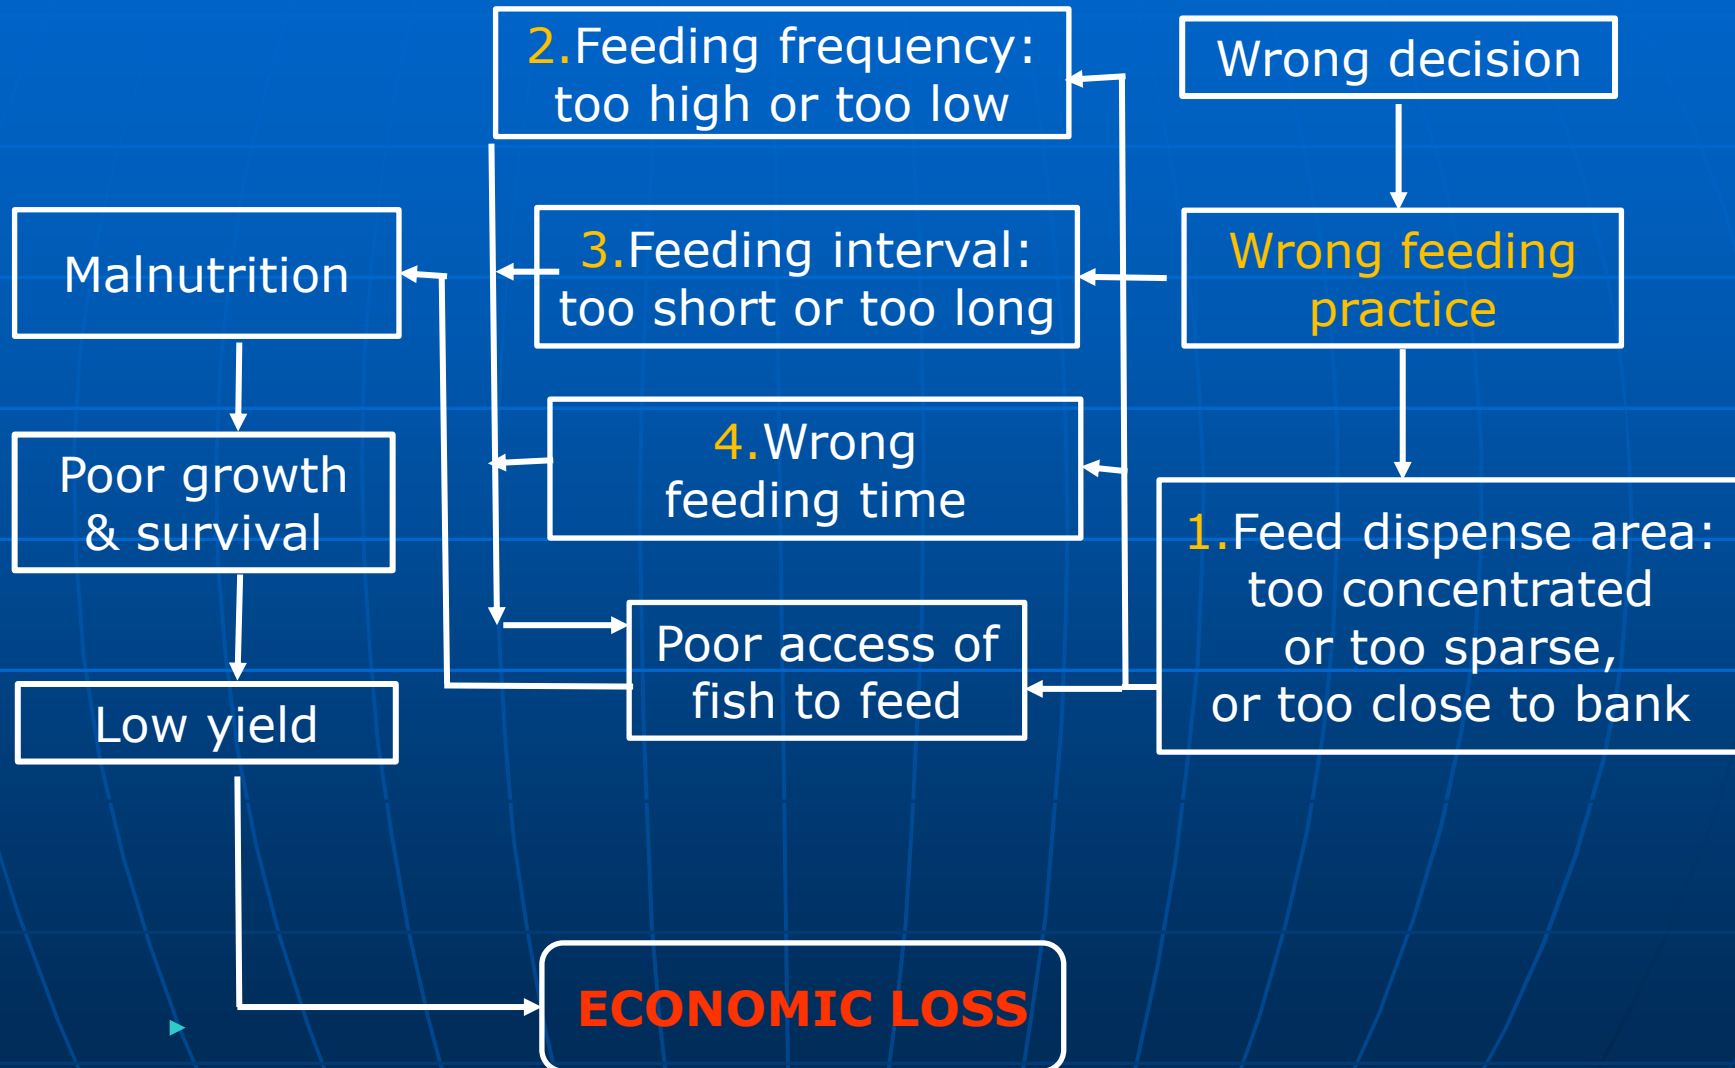 2.Feeding frequency:
too high or too low
Wrong decision
Malnutrition
3.Feeding interval:
too short or too long
Wrong feeding
practice
Poor growth
& survival
4.Wrong
feeding time
1.Feed dispense area:
too concentrated
or too sparse,
or too close to bank
Poor access of
fish to feed
Low yield
ECONOMIC LOSS